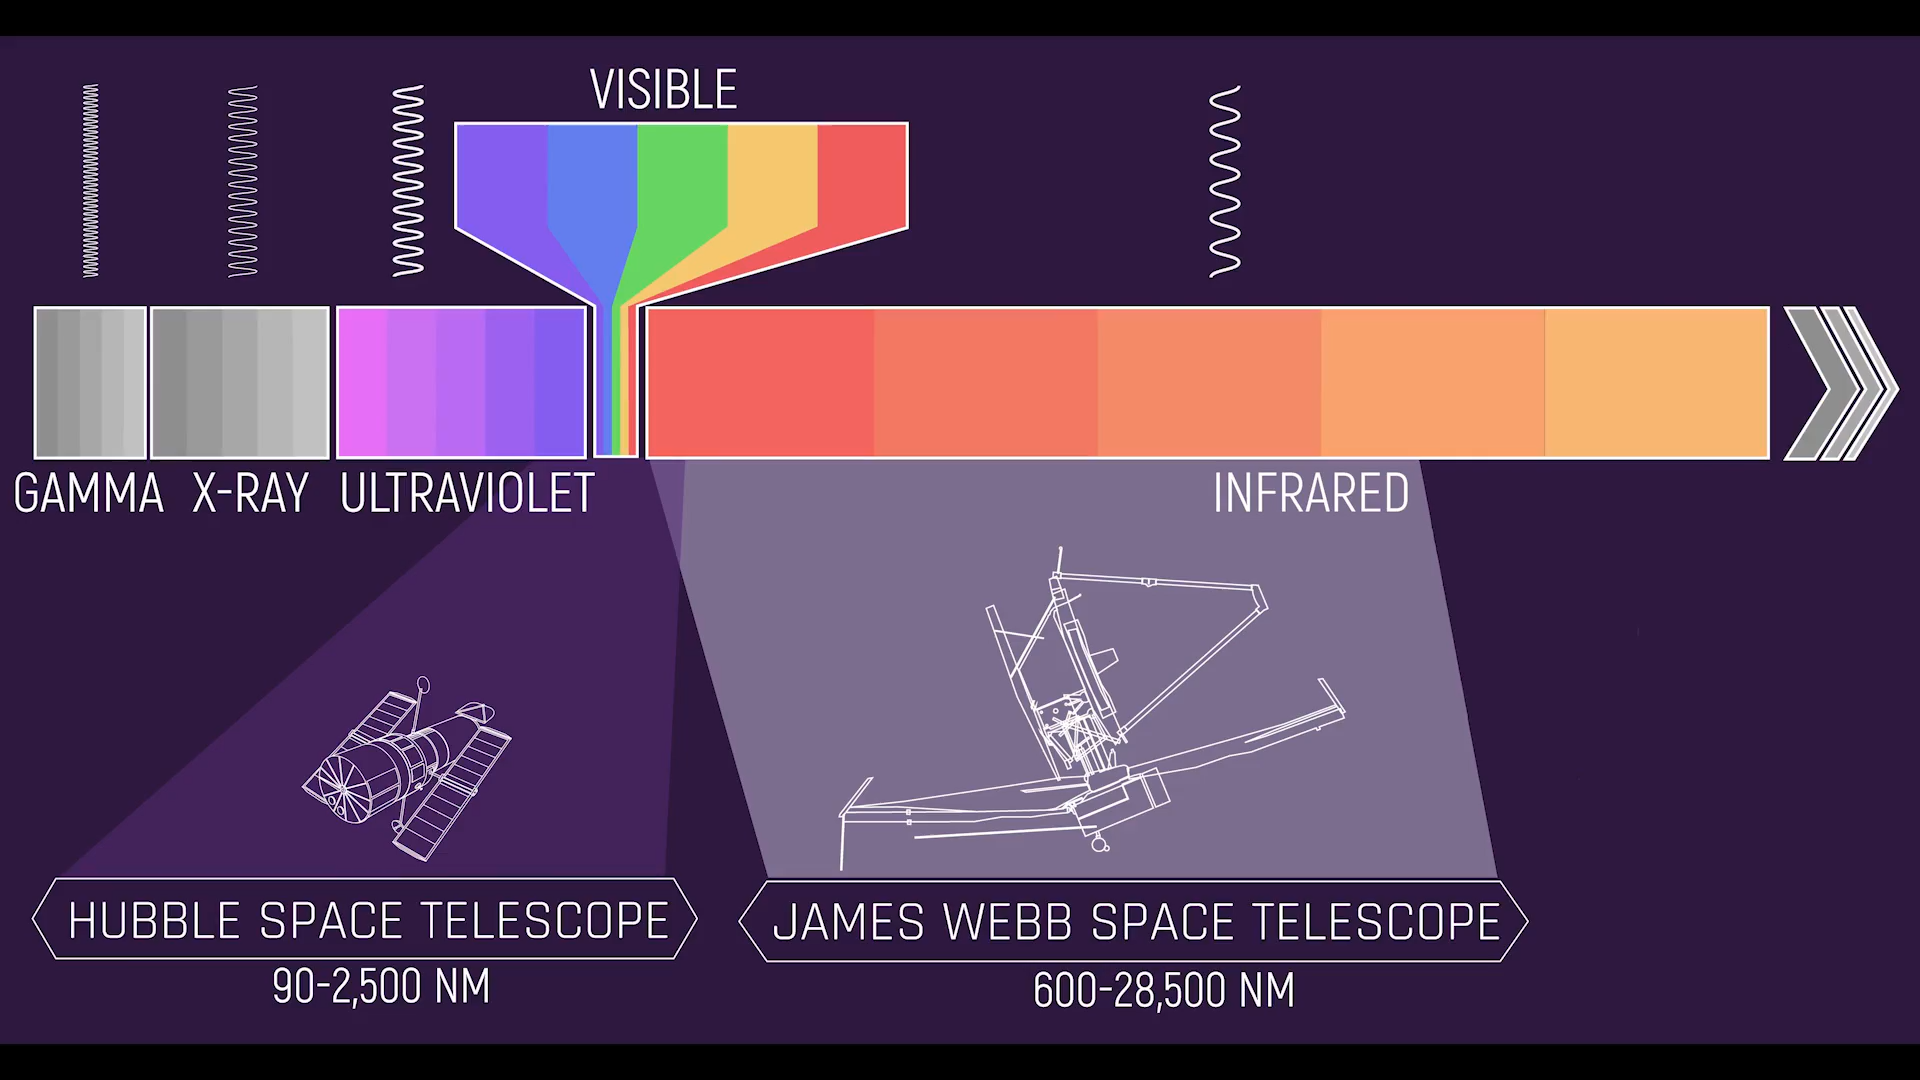 VISIBLE
GAMMA X-RAY ULTRAVIOLET INFRARED
HUBBLE SPACE TELESCOPE
90-2,500 NM
JAMES WEBB SPACE TELESCOPE
600-28,500 NM